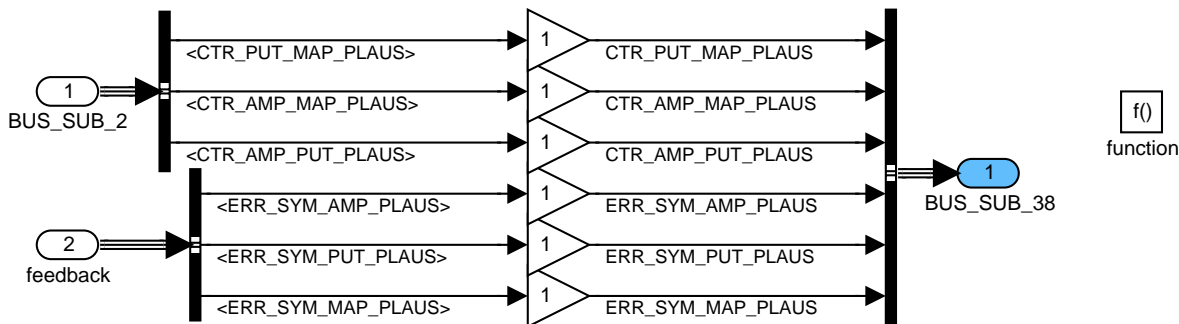 <CTR_PUT_MAP_PLAUS>
1
CTR_PUT_MAP_PLAUS
1
BUS_SUB_2
<CTR_AMP_MAP_PLAUS>
1
CTR_AMP_MAP_PLAUS
f()
function
<CTR_AMP_PUT_PLAUS>
1
CTR_AMP_PUT_PLAUS
1
BUS_SUB_38
<ERR_SYM_AMP_PLAUS>
1
ERR_SYM_AMP_PLAUS
2
feedback
<ERR_SYM_PUT_PLAUS>
1
ERR_SYM_PUT_PLAUS
<ERR_SYM_MAP_PLAUS>
1
ERR_SYM_MAP_PLAUS